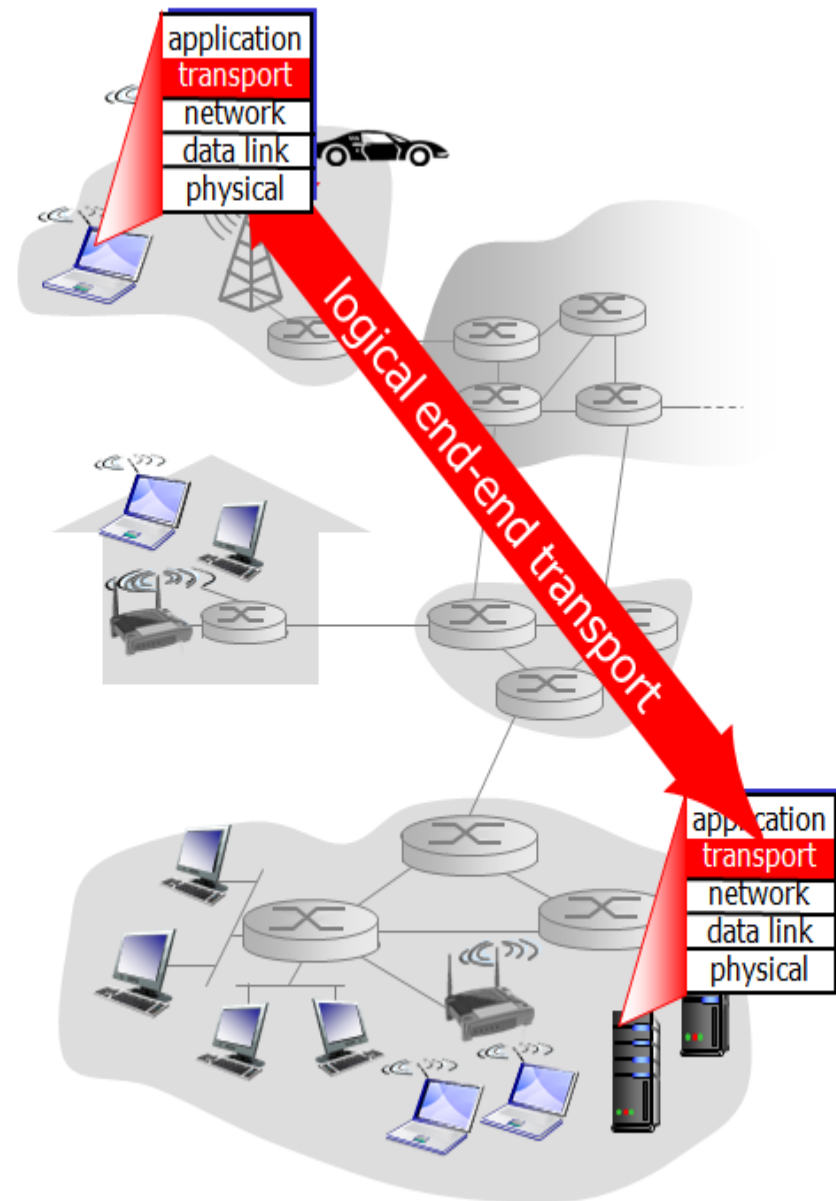 application
transport
network
data link
physical
logical end-end transport
application
transport
network
data link
physical